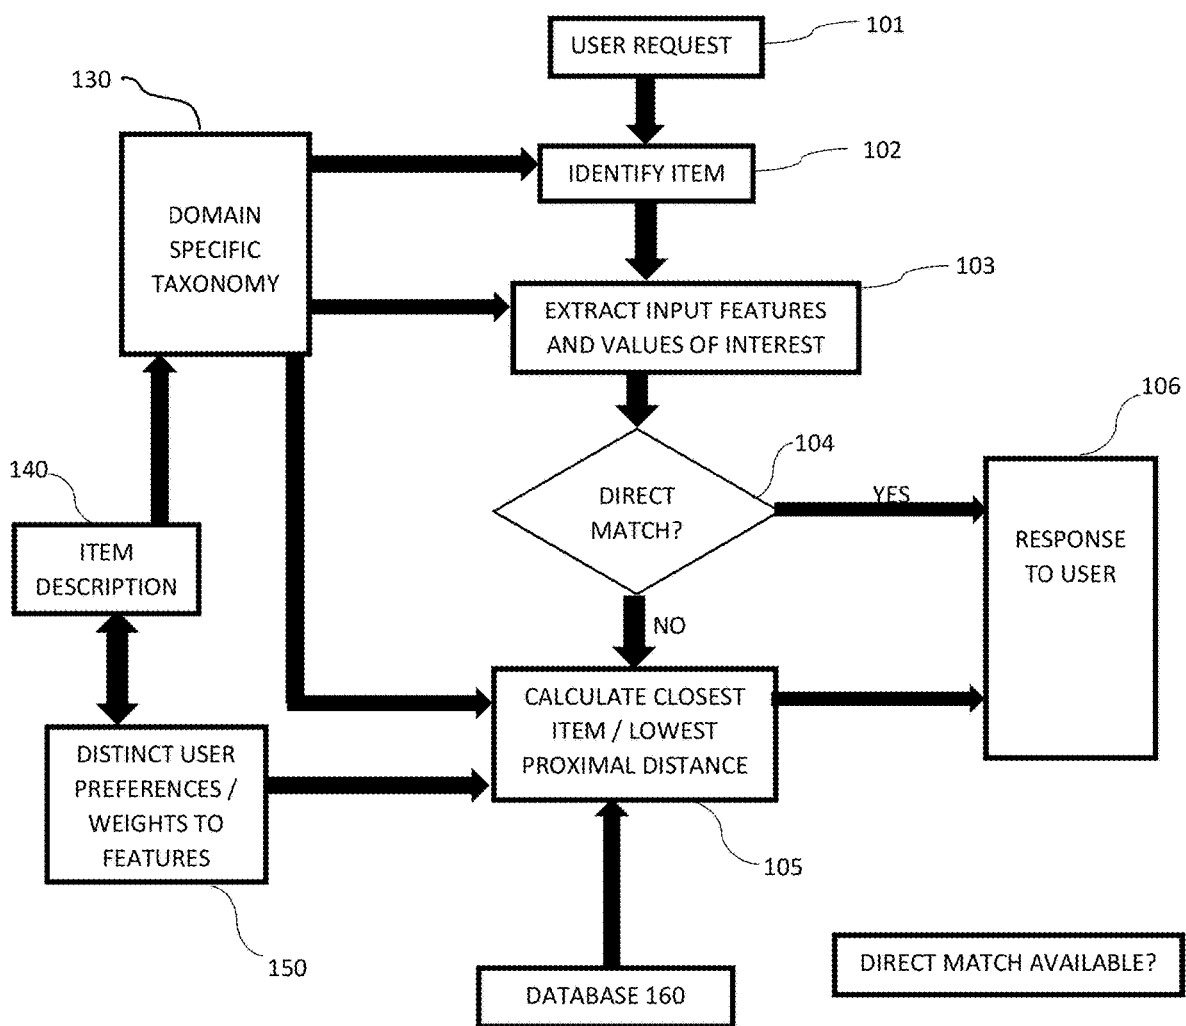 USER REQUEST
101
130
IDENTIFY ITEM
102
DOMAIN
SPECIFIC
TAXONOMY
EXTRACT INPUT FEATURES
AND VALUES OF INTEREST
103
DIRECT
MATCH?
104
YES
106
RESPONSE
TO USER
140
ITEM
DESCRIPTION
NO
CALCULATE CLOSEST
ITEM / LOWEST
PROXIMAL DISTANCE
105
DISTINCT USER
PREFERENCES /
WEIGHTS TO
FEATURES
150
DATABASE 160
DIRECT MATCH AVAILABLE?